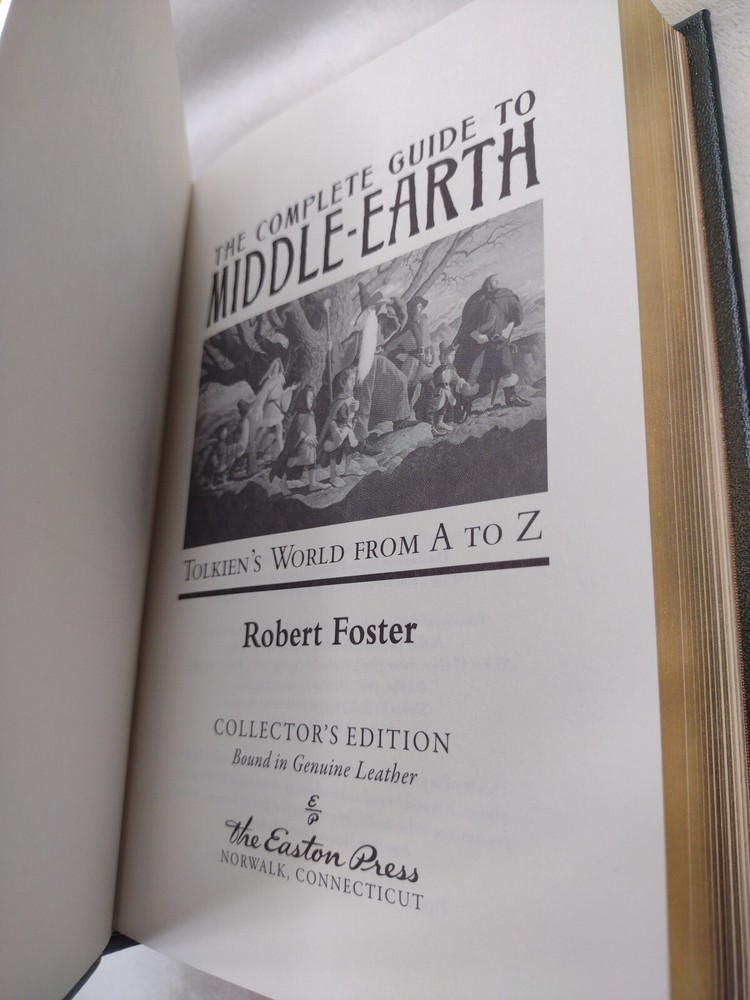 THE COMPLETE GUIDE TO
MIDDLE-EARTH
TOLKIEN'S WORLD FROM A TO Z
Robert Foster
COLLECTOR'S EDITION
Bound in Genuine Leather
E
P
the Easton Press
NORWALK, CONNECTICUT